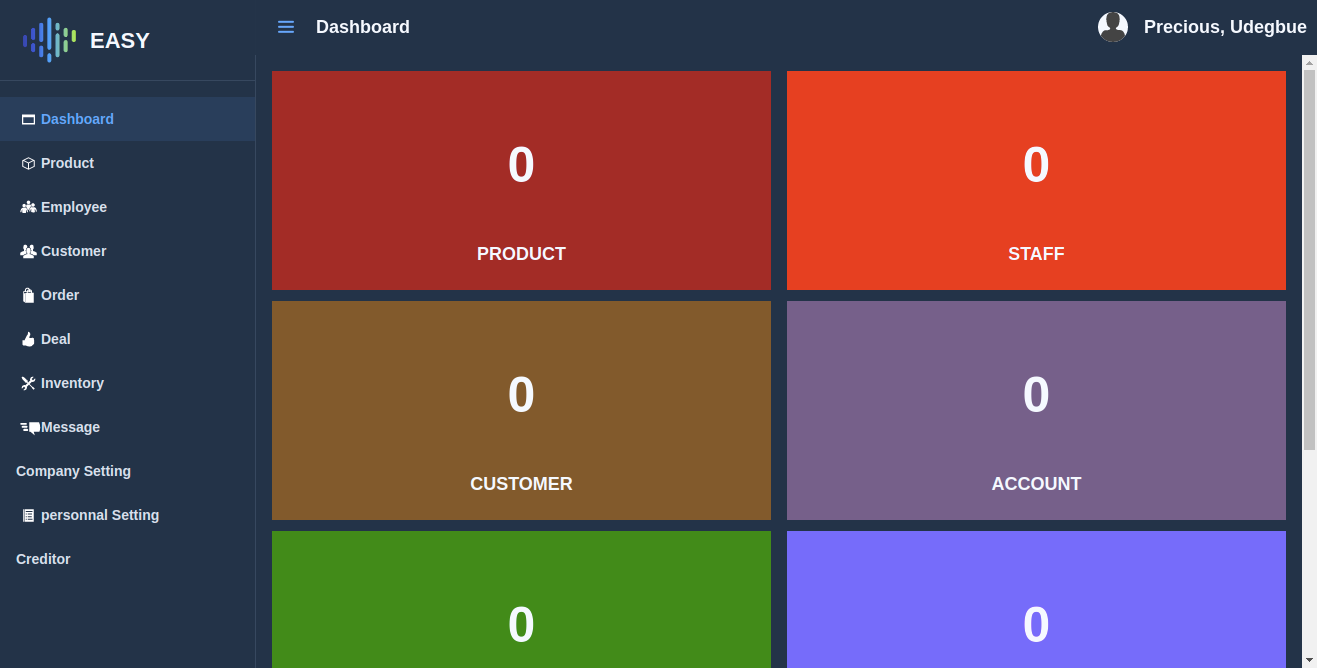 EASY
Dashboard
Precious, Udegbue
Dashboard
Product
Employee
Customer
Order
Deal
Inventory
Message
Company Setting
personnal Setting
Creditor
0
PRODUCT
0
STAFF
0
CUSTOMER
0
ACCOUNT
0
0